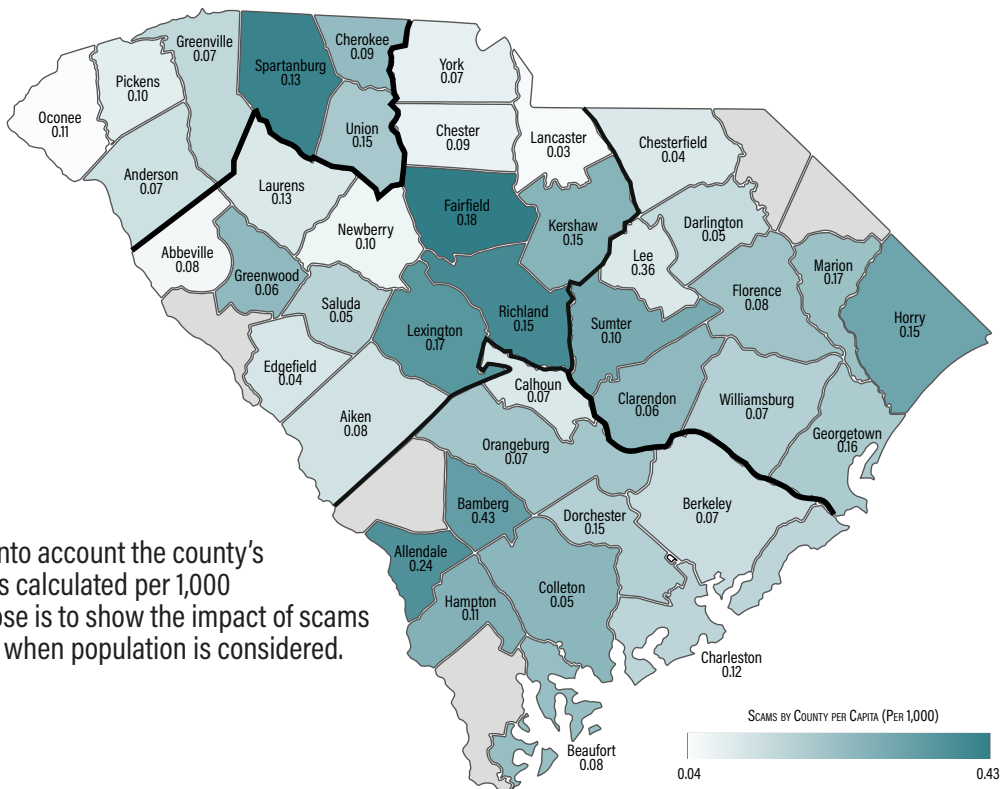 Cherokee
0.09
Greenville
0.07
Spartanburg
0.13
York
0.07
Pickens
0.10
Oconee
0.11
Union
0.15
Chester
0.09
Lancaster
0.03
Chesterfield
0.04
Anderson
0.07
Laurens
0.13
Fairfield
0.18
Kershaw
0.15
Darlington
0.05
Newberry
0.10
Abbeville
0.08
Lee
0.36
Marion
0.17
Greenwood
0.06
Florence
0.08
Saluda
0.05
Richland
0.15
Horry
0.15
Lexington
0.17
Sumter
0.10
Edgefield
0.04
Calhoun
0.07
Clarendon
0.06
Williamsburg
0.07
Aiken
0.08
Georgetown
0.16
Orangeburg
0.07
Bamberg
0.43
Dorchester
0.15
Berkeley
0.07
Allendale
0.24
Colleton
0.05
Hampton
0.11
Charleston
0.12
Beaufort
0.08
nto account the county's
s calculated per 1,000
ose is to show the impact of scams
when population is considered.
Scams by County per Capita (Per 1,000)
0.04
0.43